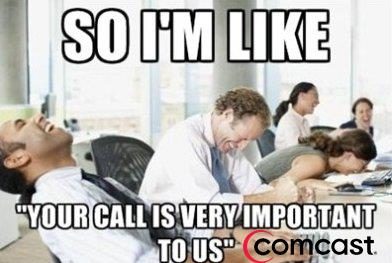 SO I'M LIKE
"YOUR CALL IS VERY IMPORTANT
TO US" comcast.